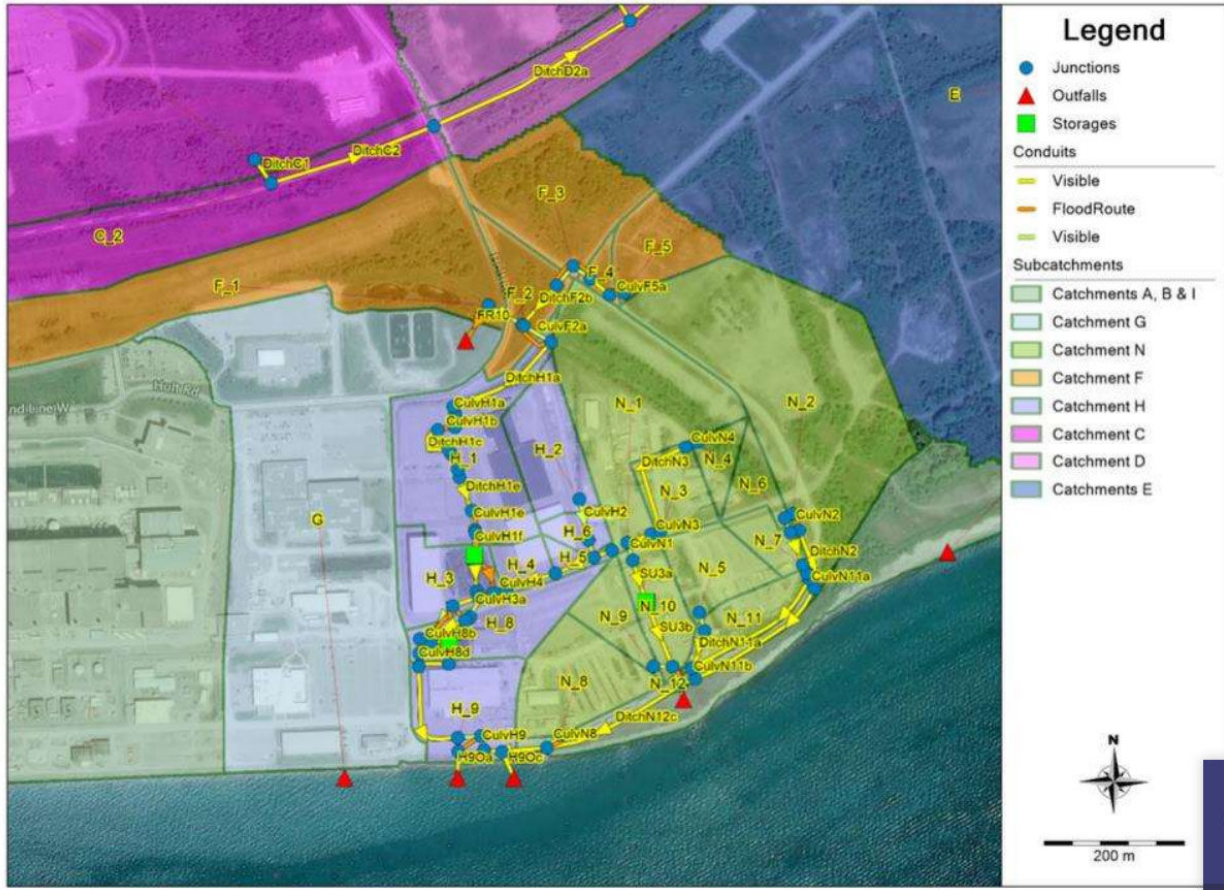 DitchD2a
E
DitchC1
DitchC2
C_2
F_3
F_5
F_1
F_4
CulvF5a
F_2
DitchF2b
FR10
CulvF2a
Hutt Rd
DitchH1a
CulvH1a
CulvH1b
DitchH1c
H_1
H_2
N_1
N_2
CulvN4
N_4
DitchN3
DitchH1e
N_3
N_6
CulvH1e
CulvH2
G
CulvH1f
H_6
CulvN3
CulvN2
CulvN1
N_7
H_5
DitchN2
H_3
H_4
CulvH4
SU3a
N_5
CulvN11a
CulvH3a
N_9
N_10
N_11
H_8
CulvH8b
SU3b
DitchN11a
CulvH8d
N_8
N_12
CulvN11b
H_9
DitchN12c
CulvH9
CulvN8
H9Oa
H9Oc
Legend
Junctions
Outfalls
Storages
Conduits
Visible
FloodRoute
Visible
Subcatchments
Catchments A, B & I
Catchment G
Catchment N
Catchment F
Catchment H
Catchment C
Catchment D
Catchments E
N
200 m